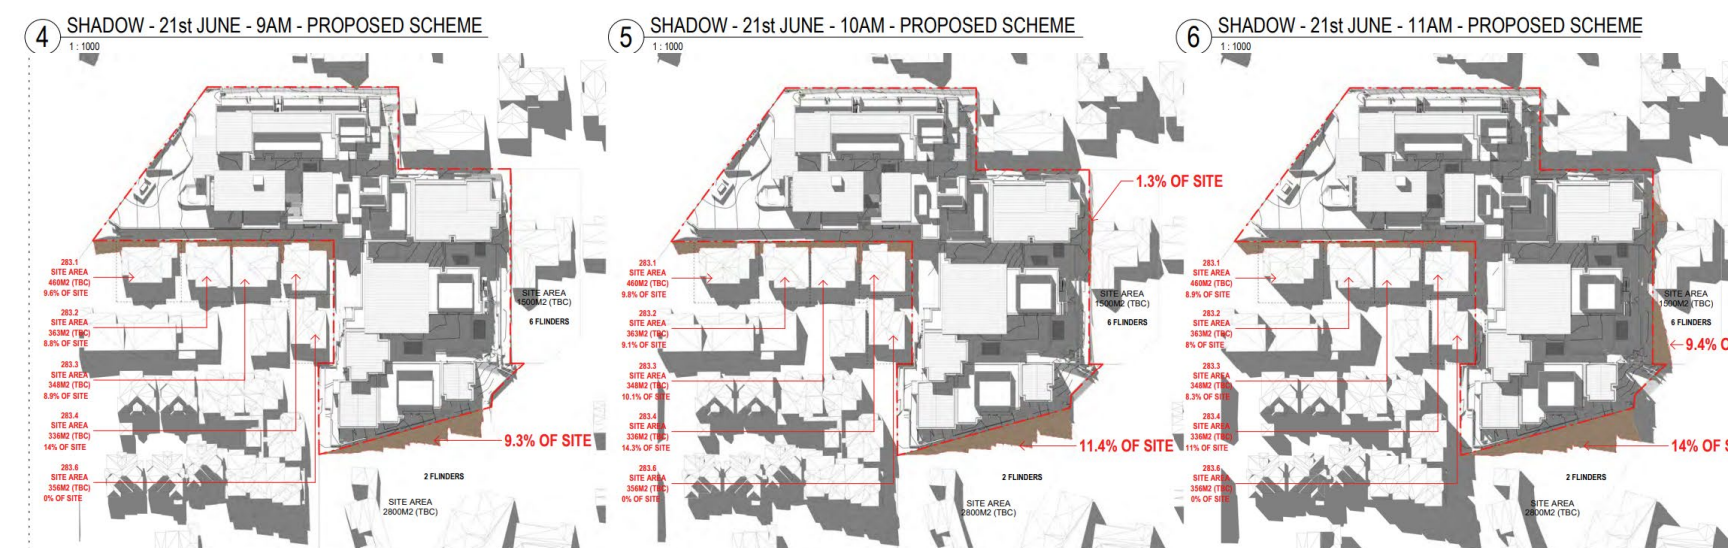 4
SHADOW - 21st JUNE - 9AM - PROPOSED SCHEME
1 : 1000
283.1
SITE AREA
460M2 (TBC)
9.6% OF SITE
283.2
SITE AREA
363M2 (TBC)
8.8% OF SITE
283.3
SITE AREA
348M2 (TBC)
8.9% OF SITE
283.4
SITE AREA
336M2 (TBC)
14% OF SITE
283.6
SITE AREA
356M2 (TBC)
0% OF SITE
SITE AREA
1500M2 (TBC)
6 FLINDERS
9.3% OF SITE
2 FLINDERS
SITE AREA
2800M2 (TBC)
5
SHADOW - 21st JUNE - 10AM - PROPOSED SCHEME
1 : 1000
1.3% OF SITE
283.1
SITE AREA
460M2 (TBC)
9.8% OF SITE
283.2
SITE AREA
363M2 (TBC)
9.1% OF SITE
283.3
SITE AREA
348M2 (TBC)
10.1% OF SITE
283.4
SITE AREA
336M2 (TBC)
14.3% OF SITE
283.6
SITE AREA
356M2 (TBC)
0% OF SITE
SITE AREA
1500M2 (TBC)
6 FLINDERS
11.4% OF SITE
2 FLINDERS
SITE AREA
2800M2 (TBC)
6
SHADOW - 21st JUNE - 11AM - PROPOSED SCHEME
1 : 1000
283.1
SITE AREA
460M2 (TBC)
8.9% OF SITE
283.2
SITE AREA
363M2 (TBC)
8% OF SITE
283.3
SITE AREA
348M2 (TBC)
8.3% OF SITE
283.4
SITE AREA
336M2 (TBC)
11% OF SITE
283.6
SITE AREA
356M2 (TBC)
0% OF SITE
SITE AREA
1500M2 (TBC)
6 FLINDERS
9.4% O
14% OF S
2 FLINDERS
SITE AREA
2800M2 (TBC)